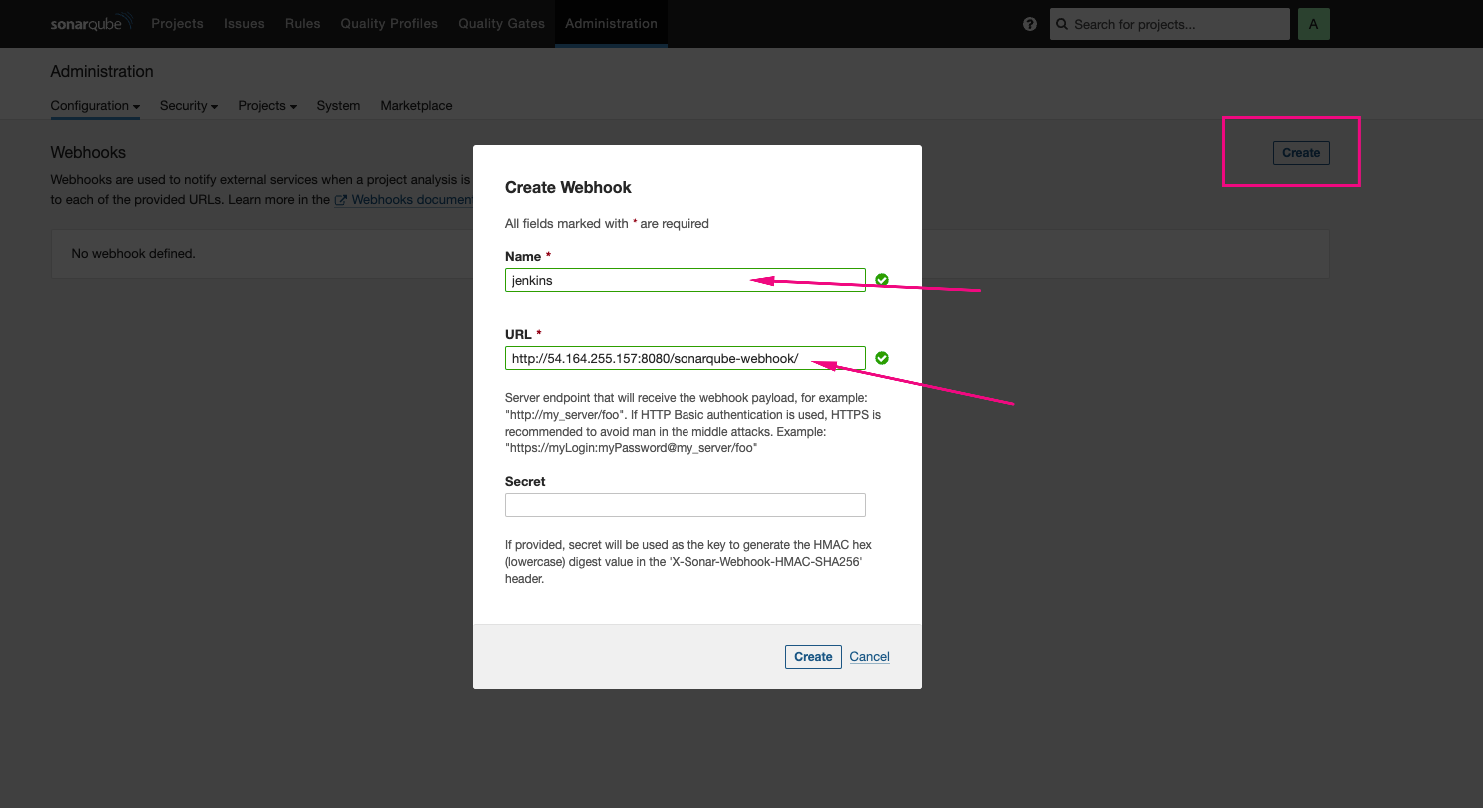 sonarqube Projects Issues Rules Quality Profiles Quality Gates Administration Search for projects... A
Administration
Configuration Security Projects System Marketplace
Webhooks
Create
Webhooks are used to notify external services when a project analysis is
to each of the provided URLs. Learn more in the Webhooks documen
No webhook defined.
Create Webhook
All fields marked with * are required
Name *
jenkins
URL *
http://54.164.255.157:8080/sonarqube-webhook/
Server endpoint that will receive the webhook payload, for example:
"http://my_server/foo". If HTTP Basic authentication is used, HTTPS is
recommended to avoid man in the middle attacks. Example:
"https://myLogin:myPassword@my_server/foo"
Secret
If provided, secret will be used as the key to generate the HMAC hex
(lowercase) digest value in the 'X-Sonar-Webhook-HMAC-SHA256'
header.
Create Cancel